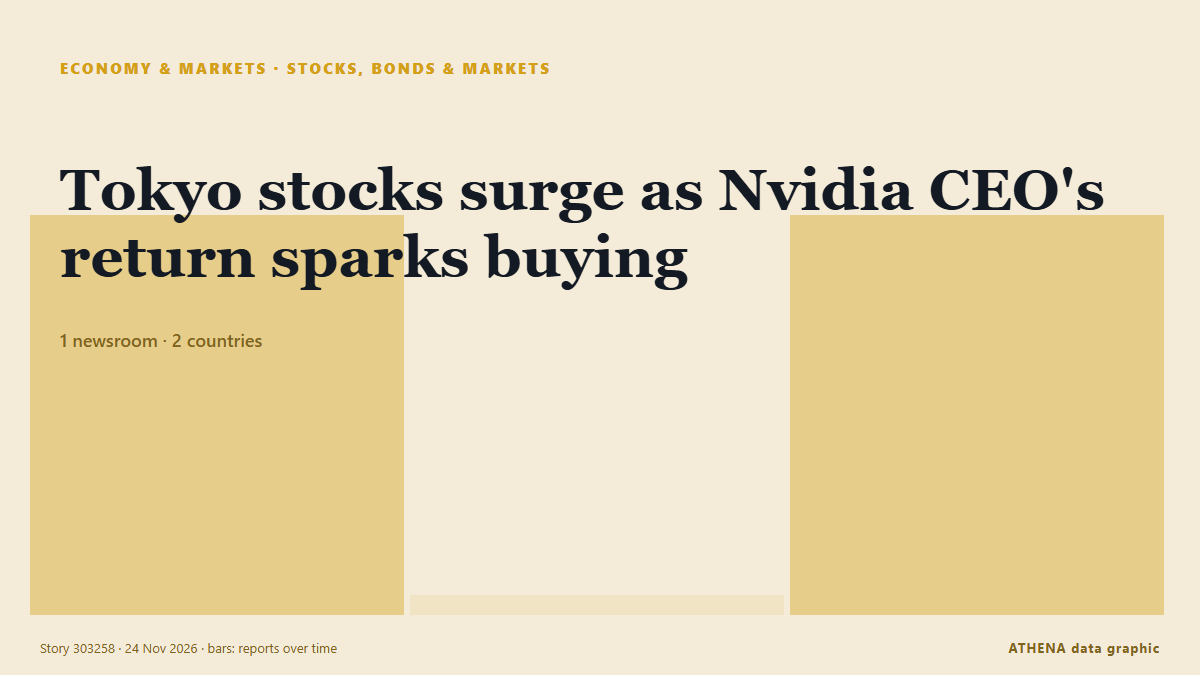 ECONOMY & MARKETS · STOCKS, BONDS & MARKETS
Tokyo stocks surge as Nvidia CEO's
return sparks buying
1 newsroom · 2 countries
Story 303258 · 24 Nov 2026 · bars: reports over time
ATHENA data graphic